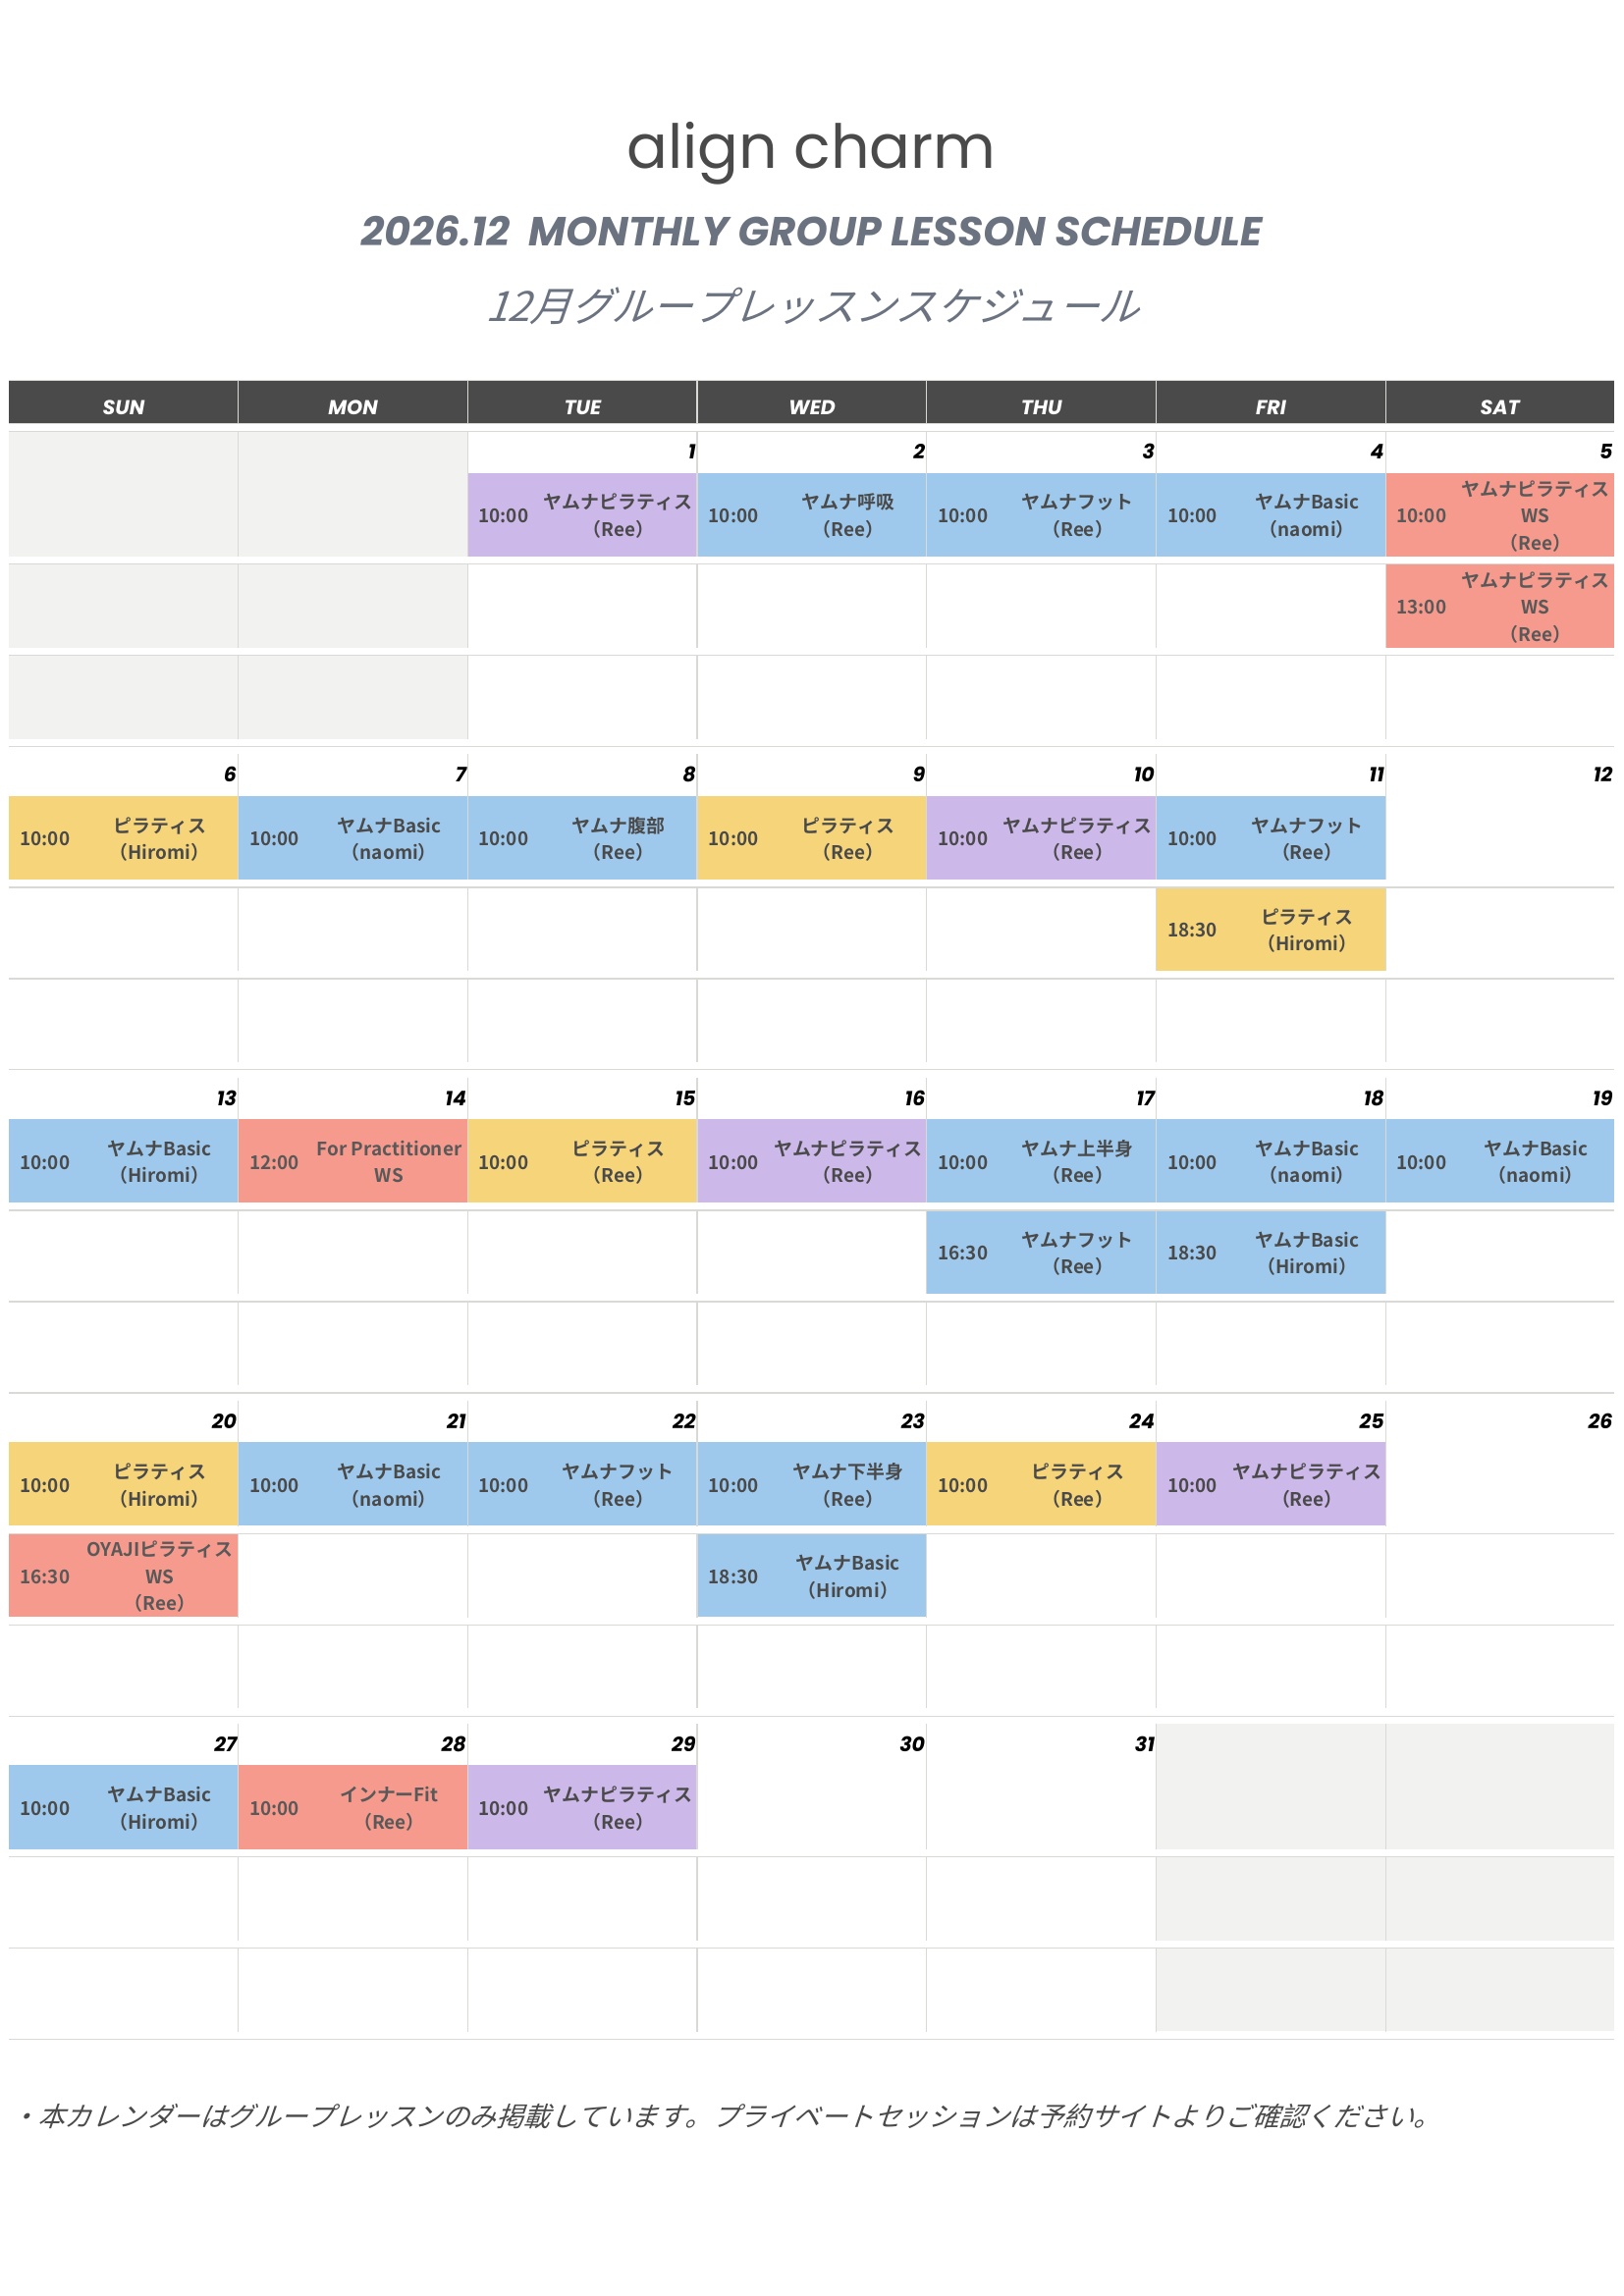 align charm
2026.12 MONTHLY GROUP LESSON SCHEDULE
12月グループレッスンスケジュール
SUN MON TUE WED THU FRI SAT
1 2 3 4 5
10:00 ヤムナピラティス
（Ree）
10:00 ヤムナ呼吸
（Ree）
10:00 ヤムナフット
（Ree）
10:00 ヤムナBasic
（naomi）
10:00 ヤムナピラティス
WS
（Ree）
13:00 ヤムナピラティス
WS
（Ree）
6 7 8 9 10 11 12
10:00 ピラティス
（Hiromi）
10:00 ヤムナBasic
（naomi）
10:00 ヤムナ腹部
（Ree）
10:00 ピラティス
（Ree）
10:00 ヤムナピラティス
（Ree）
10:00 ヤムナフット
（Ree）
18:30 ピラティス
（Hiromi）
13 14 15 16 17 18 19
10:00 ヤムナBasic
（Hiromi）
12:00 For Practitioner
WS
10:00 ピラティス
（Ree）
10:00 ヤムナピラティス
（Ree）
10:00 ヤムナ上半身
（Ree）
10:00 ヤムナBasic
（naomi）
10:00 ヤムナBasic
（naomi）
16:30 ヤムナフット
（Ree）
18:30 ヤムナBasic
（Hiromi）
20 21 22 23 24 25 26
10:00 ピラティス
（Hiromi）
10:00 ヤムナBasic
（naomi）
10:00 ヤムナフット
（Ree）
10:00 ヤムナ下半身
（Ree）
10:00 ピラティス
（Ree）
10:00 ヤムナピラティス
（Ree）
16:30 OYAJIピラティス
WS
（Ree）
18:30 ヤムナBasic
（Hiromi）
27 28 29 30 31
10:00 ヤムナBasic
（Hiromi）
10:00 インナーFit
（Ree）
10:00 ヤムナピラティス
（Ree）
・本カレンダーはグループレッスンのみ掲載しています。プライベートセッションは予約サイトよりご確認ください。